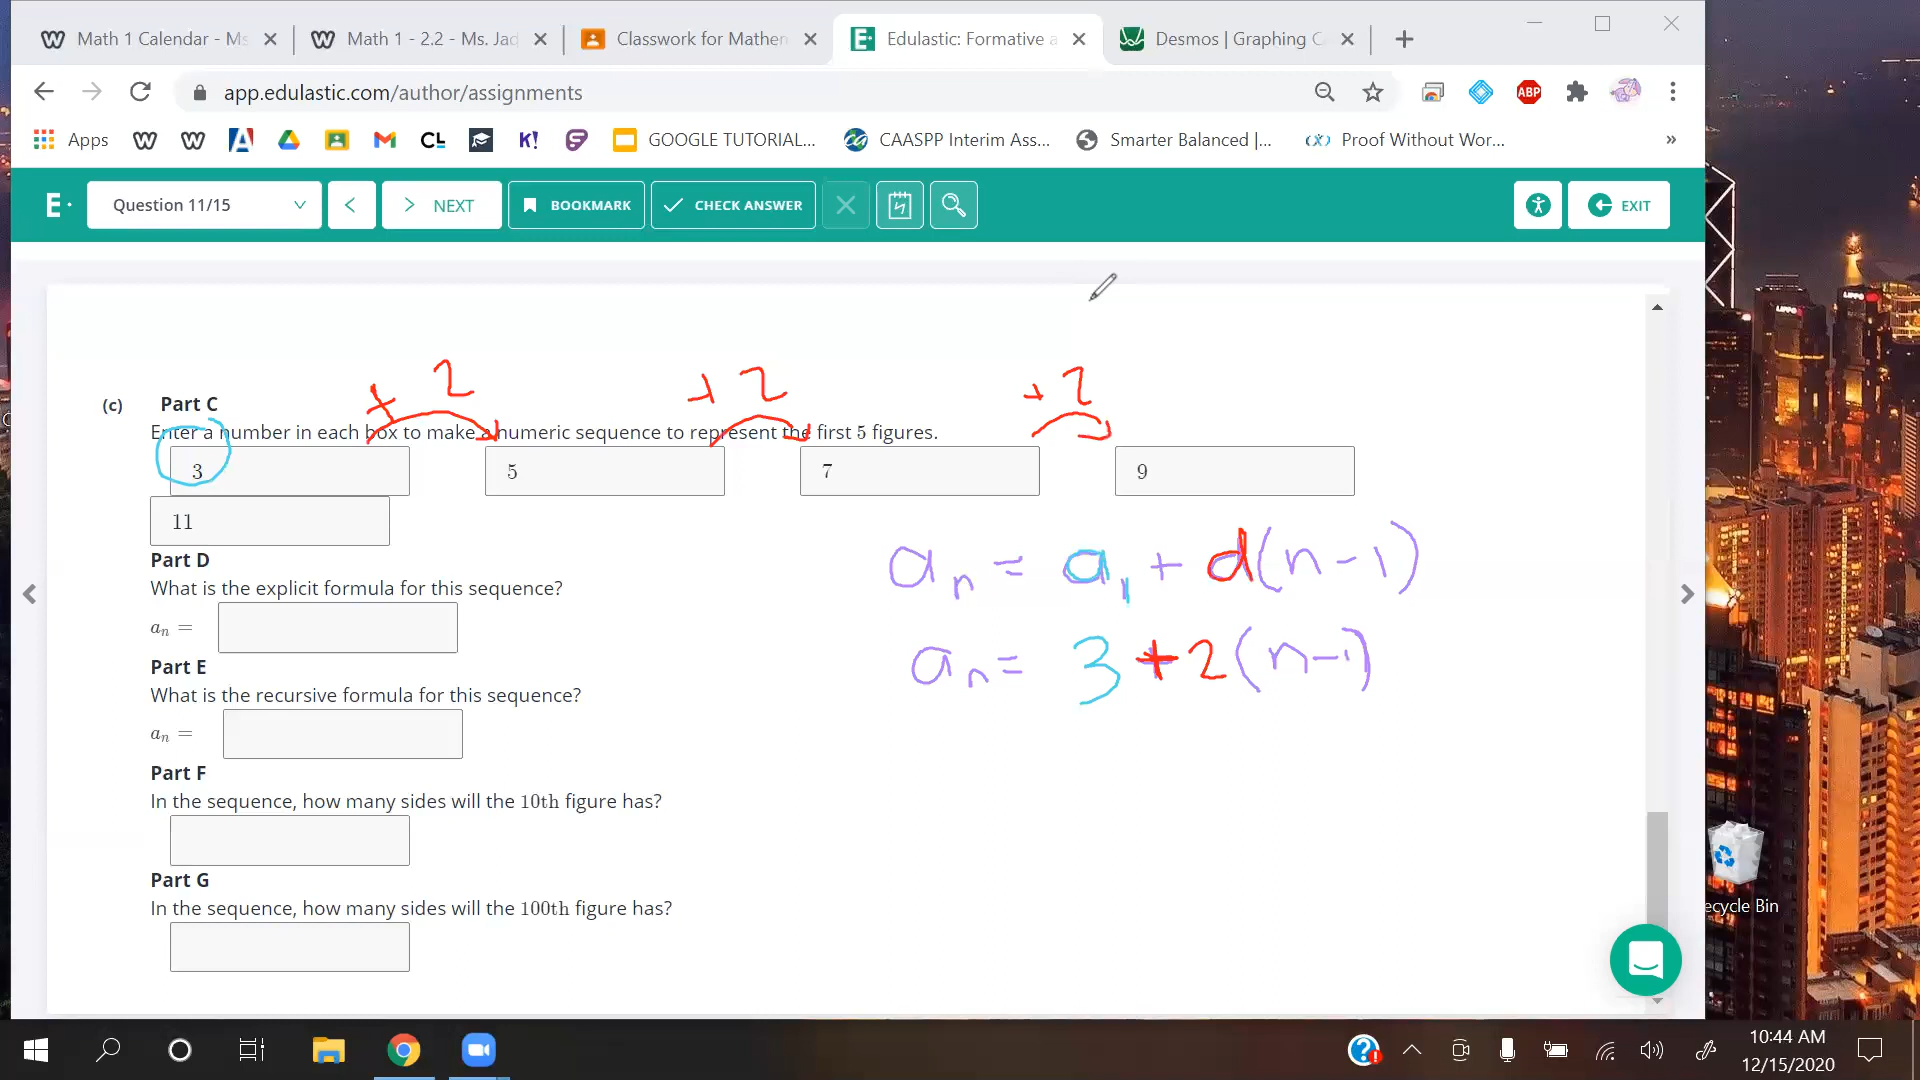 Math 1 Calendar - Ms
Math 1 - 2.2 - Ms. Jad
Classwork for Mathem
Edulastic: Formative a
Desmos | Graphing C
app.edulastic.com/author/assignments
ABP
Apps
CL
K!
GOOGLE TUTORIAL...
CAASPP Interim Ass...
Smarter Balanced |...
Proof Without Wor...
»
E
Question 11/15
NEXT
BOOKMARK
CHECK ANSWER
EXIT
+ 2
+ 2
+ 2
(c) Part C
Enter a number in each box to make a numeric sequence to represent the first 5 figures.
3
5
7
9
11
Part D
What is the explicit formula for this sequence?
aₙ =
aₙ = a₁ + d(n-1)
aₙ = 3 + 2(n-1)
Part E
What is the recursive formula for this sequence?
aₙ =
Part F
In the sequence, how many sides will the 10th figure has?
Part G
In the sequence, how many sides will the 100th figure has?
ecycle Bin
10:44 AM
12/15/2020